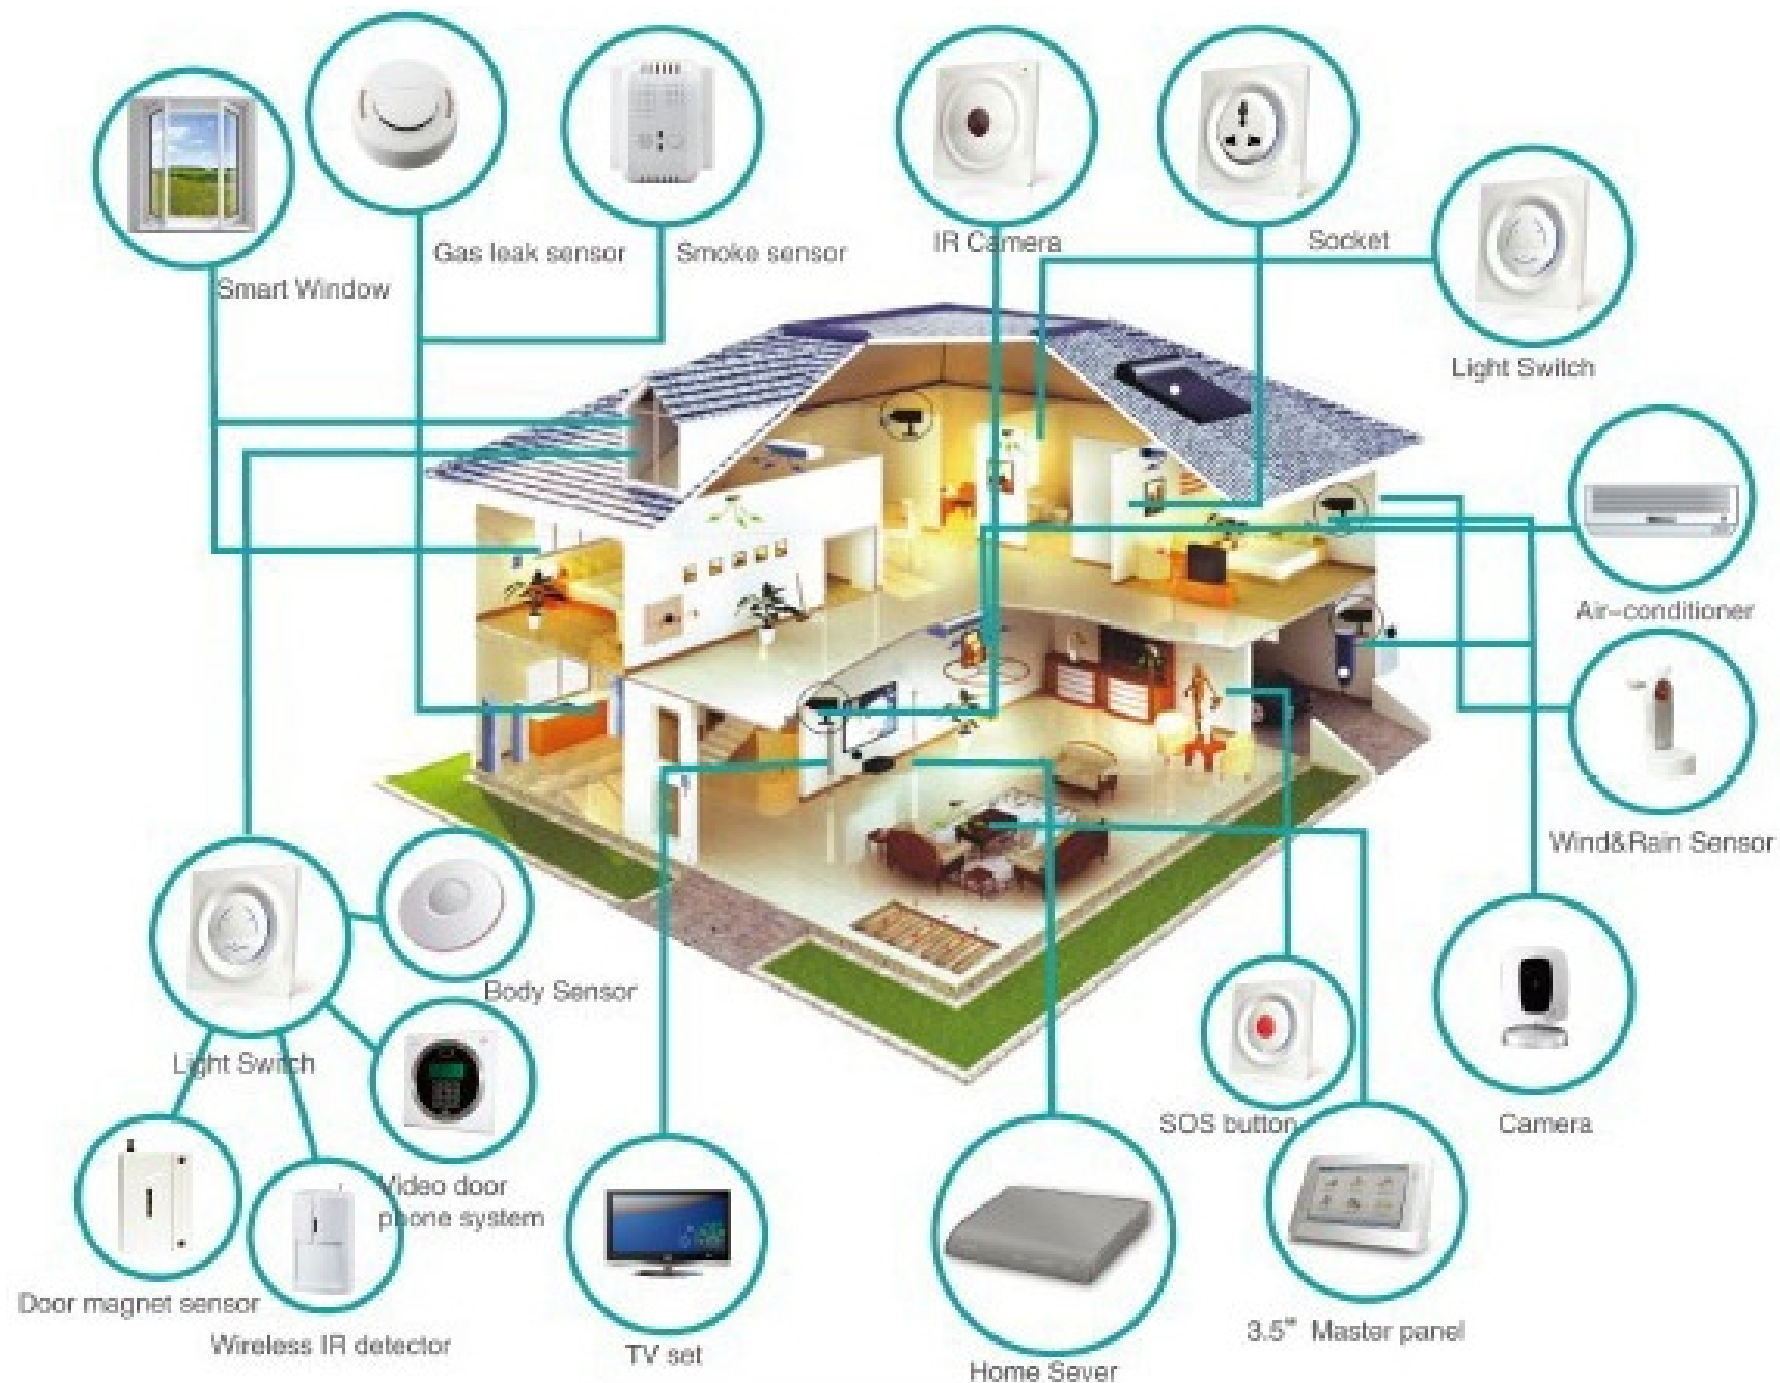 Gas leak sensor
Smoke sensor
IR Camera
Socket
Smart Window
Light Switch
Air-conditioner
Wind&Rain Sensor
Body Sensor
Light Switch
SOS button
Camera
Video door
phone system
Door magnet sensor
Wireless IR detector
TV set
Home Sever
3.5" Master panel